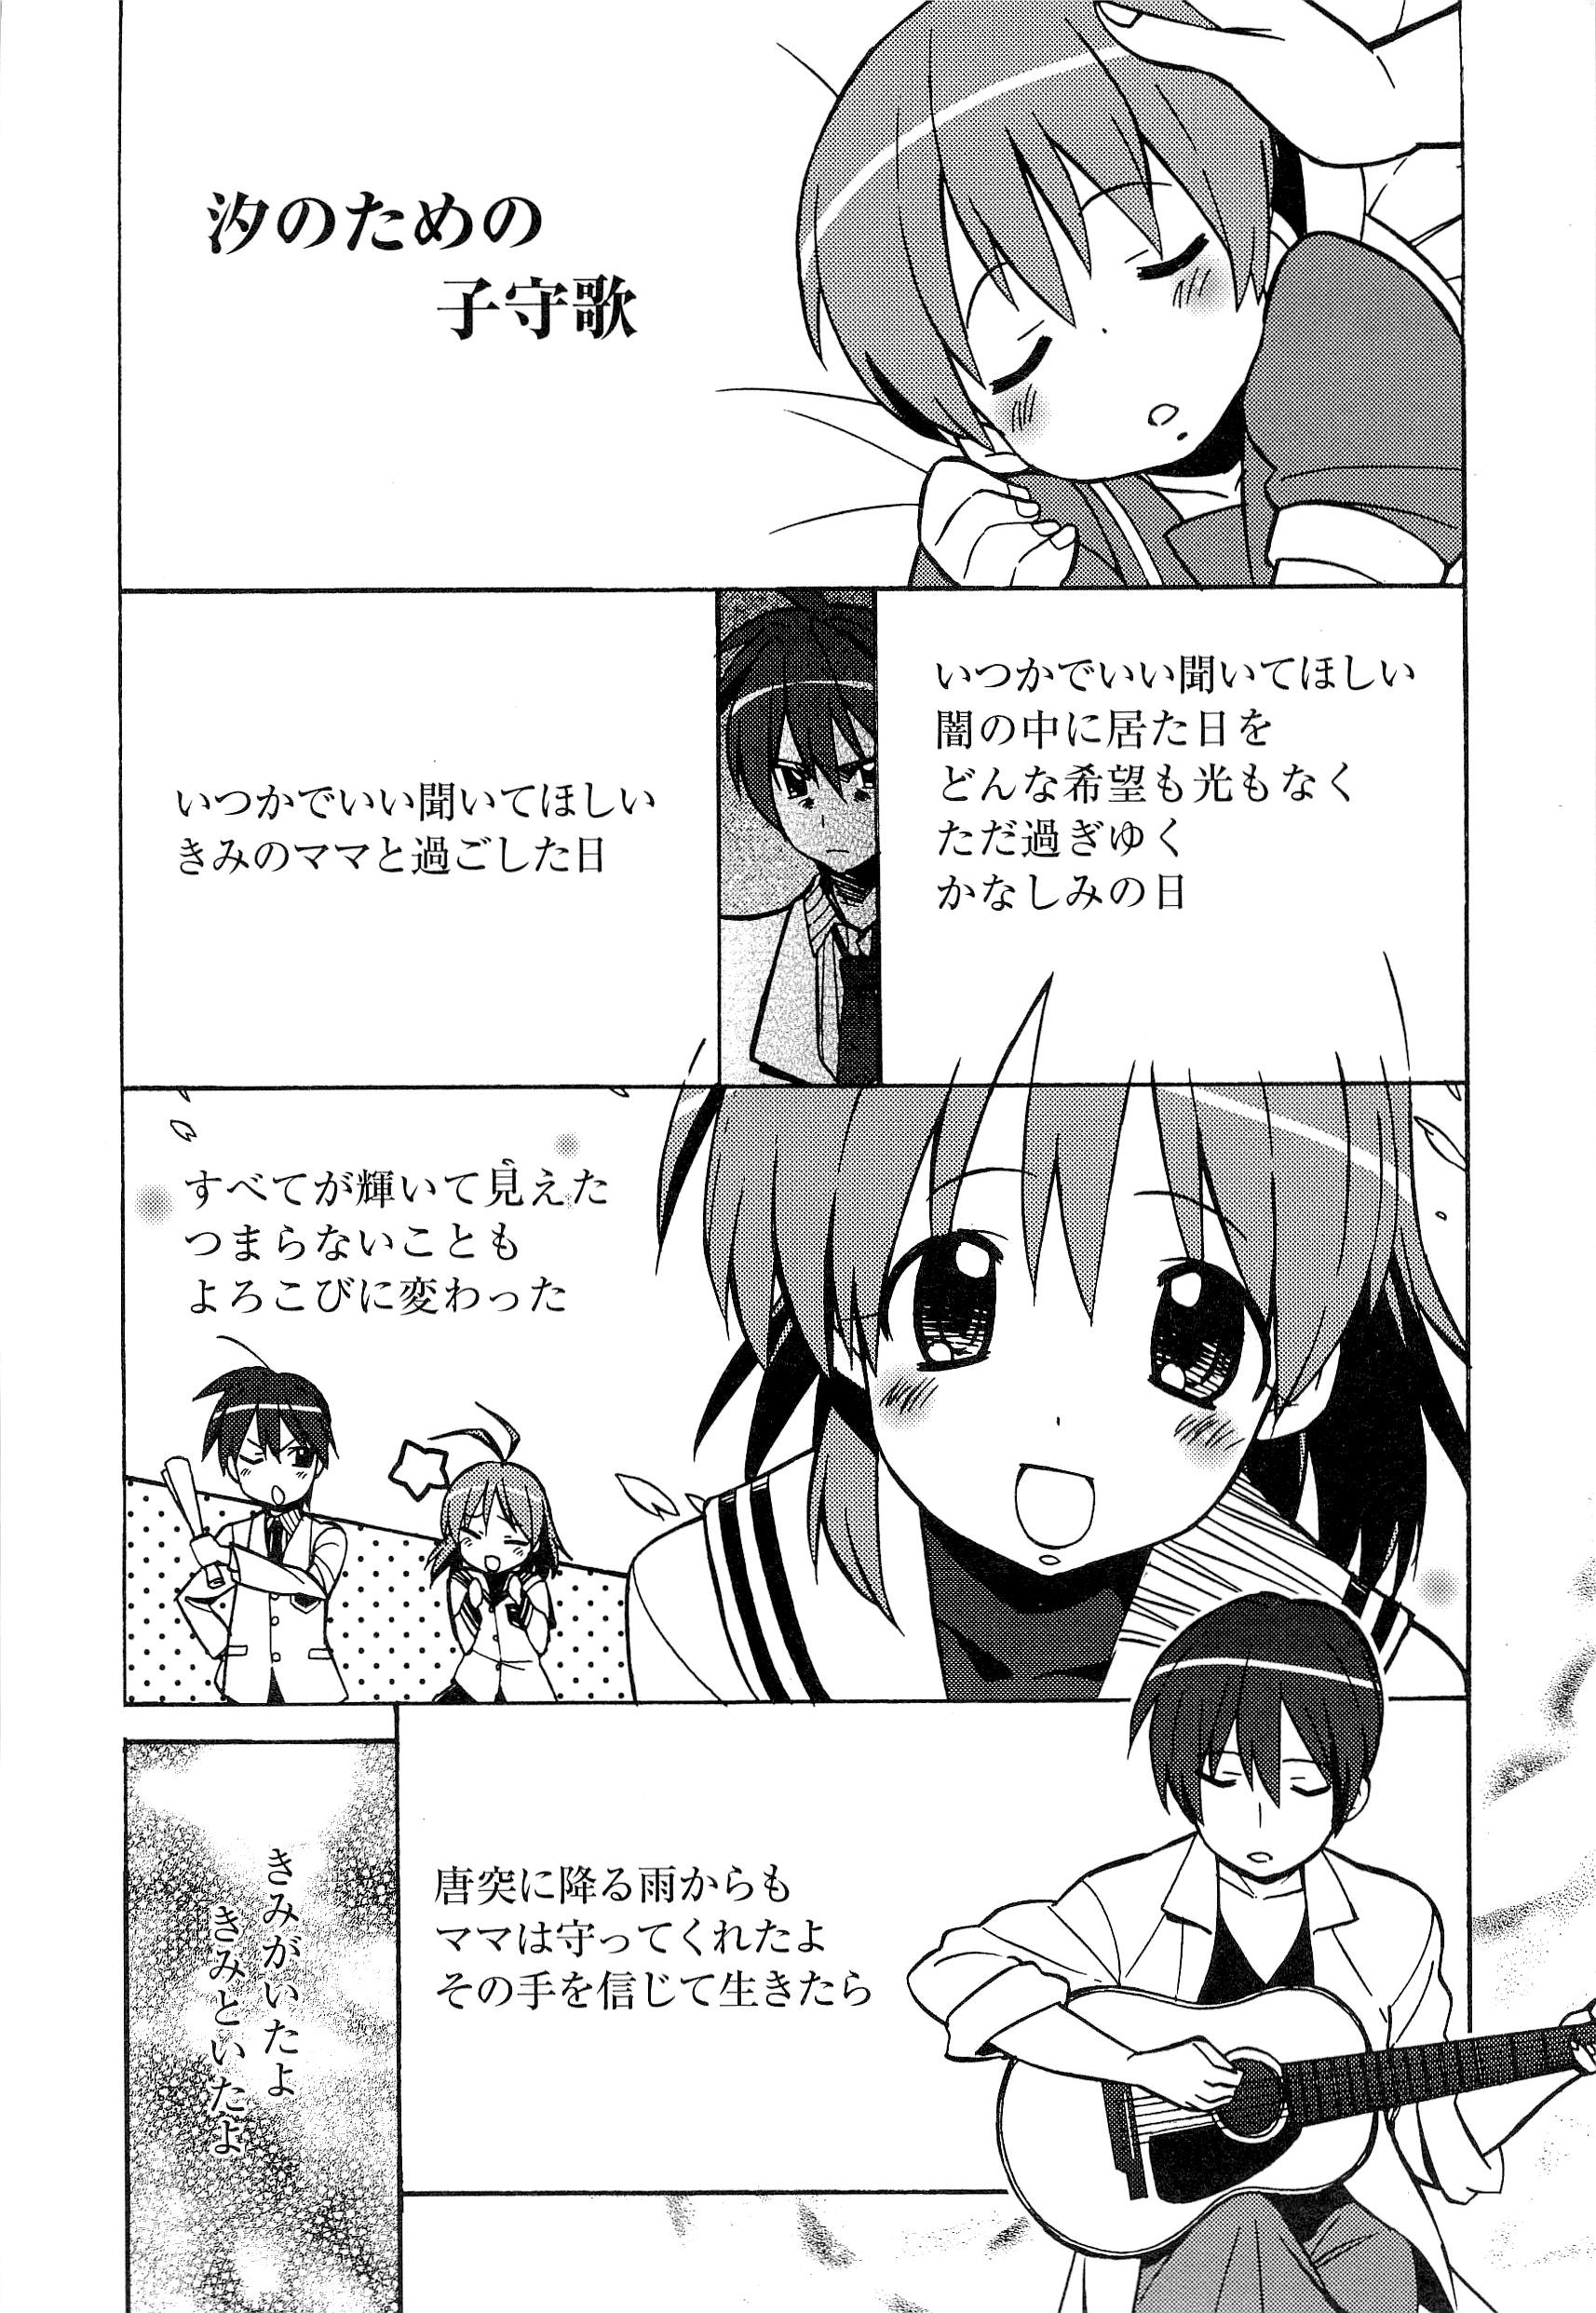 汐のための
子守歌
いつかでいい聞いてほしい
闇の中に居た日を
どんな希望も光もなく
ただ過ぎゆく
かなしみの日
いつかでいい聞いてほしい
きみのママと過ごした日
すべてが輝いて見えた
つまらないことも
よろこびに変わった
唐突に降る雨からも
ママは守ってくれたよ
その手を信じて生きたら
きみがいたよ
きみといたよ